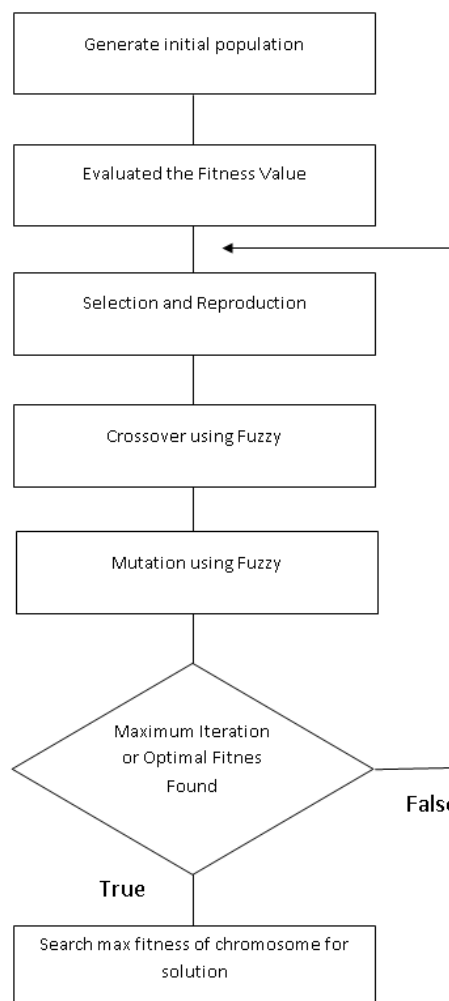 Generate initial population
Evaluated the Fitness Value
Selection and Reproduction
Crossover using Fuzzy
Mutation using Fuzzy
Maximum Iteration
or Optimal Fitnes
Found
False
True
Search max fitness of chromosome for
solution